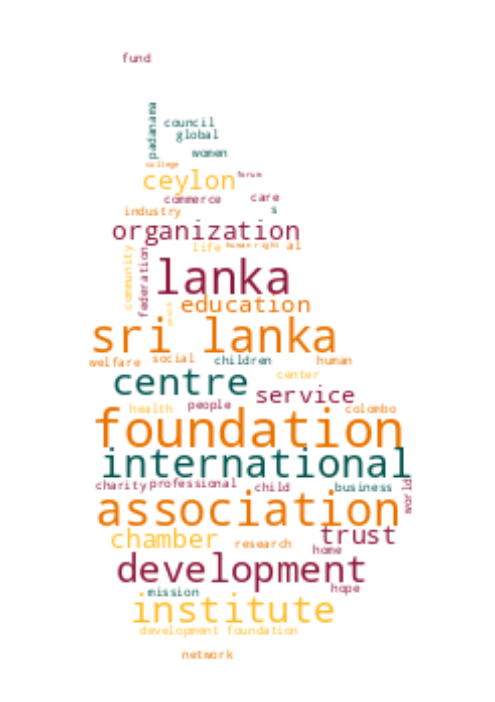 fund
padanama
council
global
women
college
ceylon
forum
commerce
care
industry
s
organization
community
federation
life
human right
al
lanka
education
youth
sri lanka
welfare
social
children
human
centre
center
service
health
people
colombo
foundation
international
charity
professional
child
business
world
association
chamber
research
trust
home
development
mission
hope
institute
development foundation
network